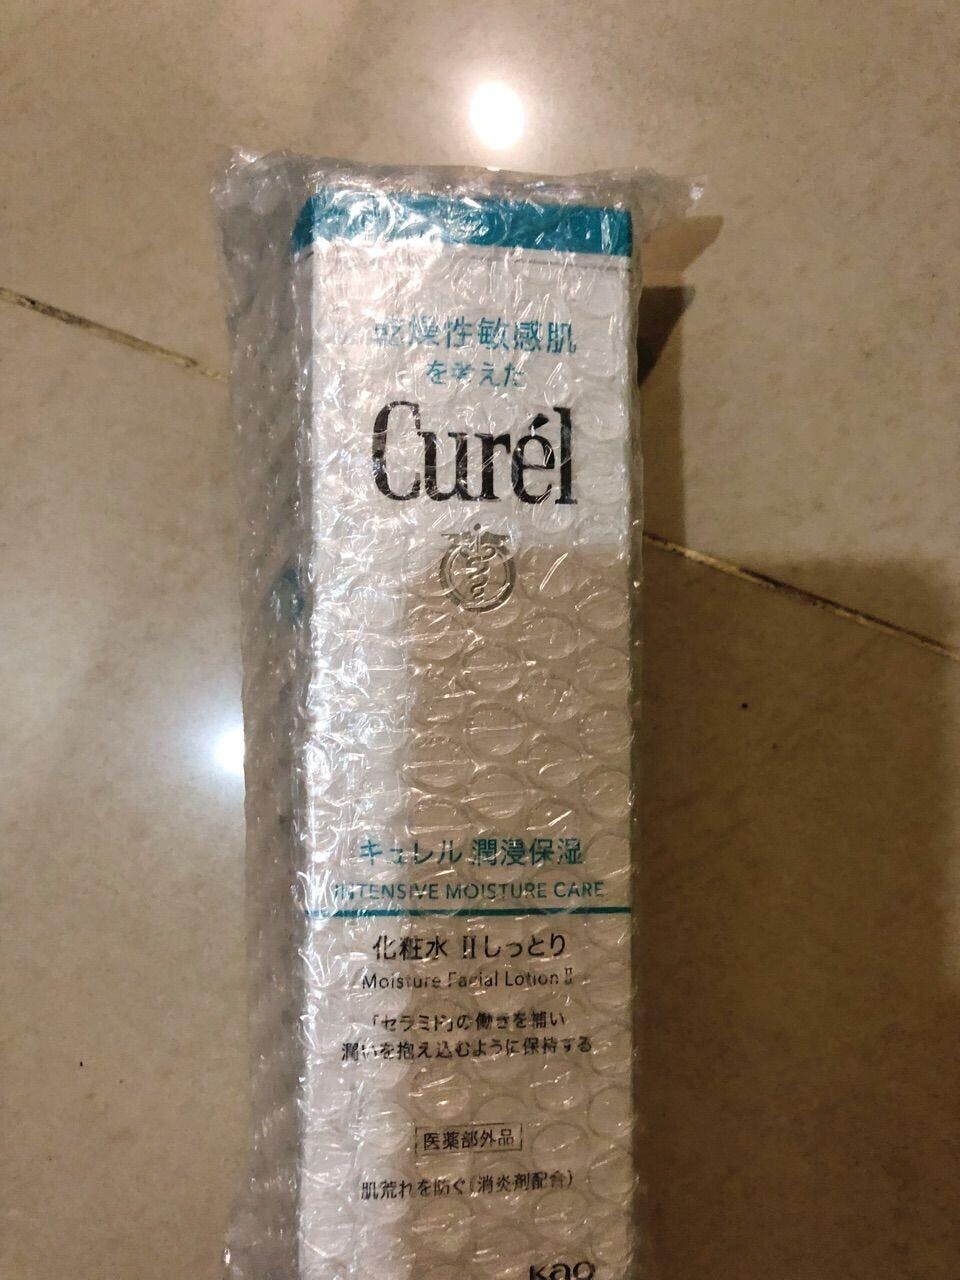 乾燥性敏感肌
を考えた
Curél
キュレル 潤浸保湿
INTENSIVE MOISTURE CARE
化粧水 IIしっとり
Moisture Facial Lotion II
「セラミド」の働きを補い
潤いを抱え込むように保持する
医薬部外品
肌荒れを防ぐ(消炎剤配合)
Kao